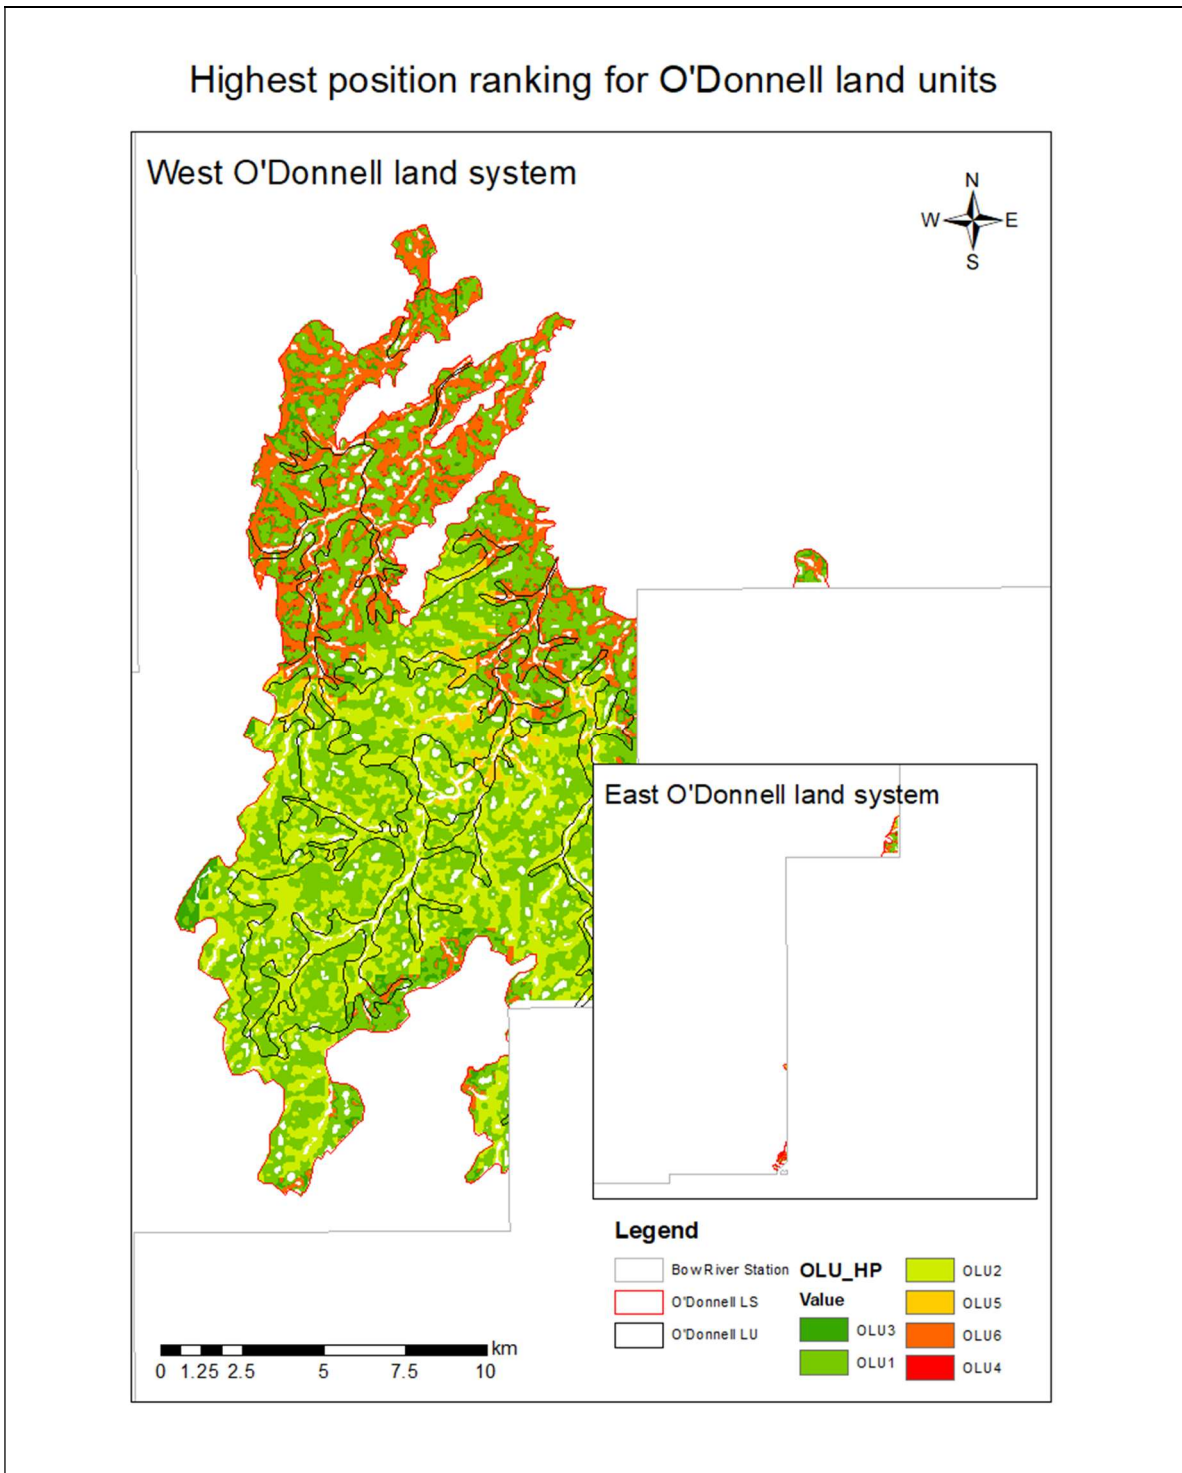 Highest position ranking for O'Donnell land units
West O'Donnell land system
N
W E
S
East O'Donnell land system
Legend
Bow River Station
O'Donnell LS
O'Donnell LU
OLU_HP
Value
OLU3
OLU1
OLU2
OLU5
OLU6
OLU4
km
0 1.25 2.5 5 7.5 10